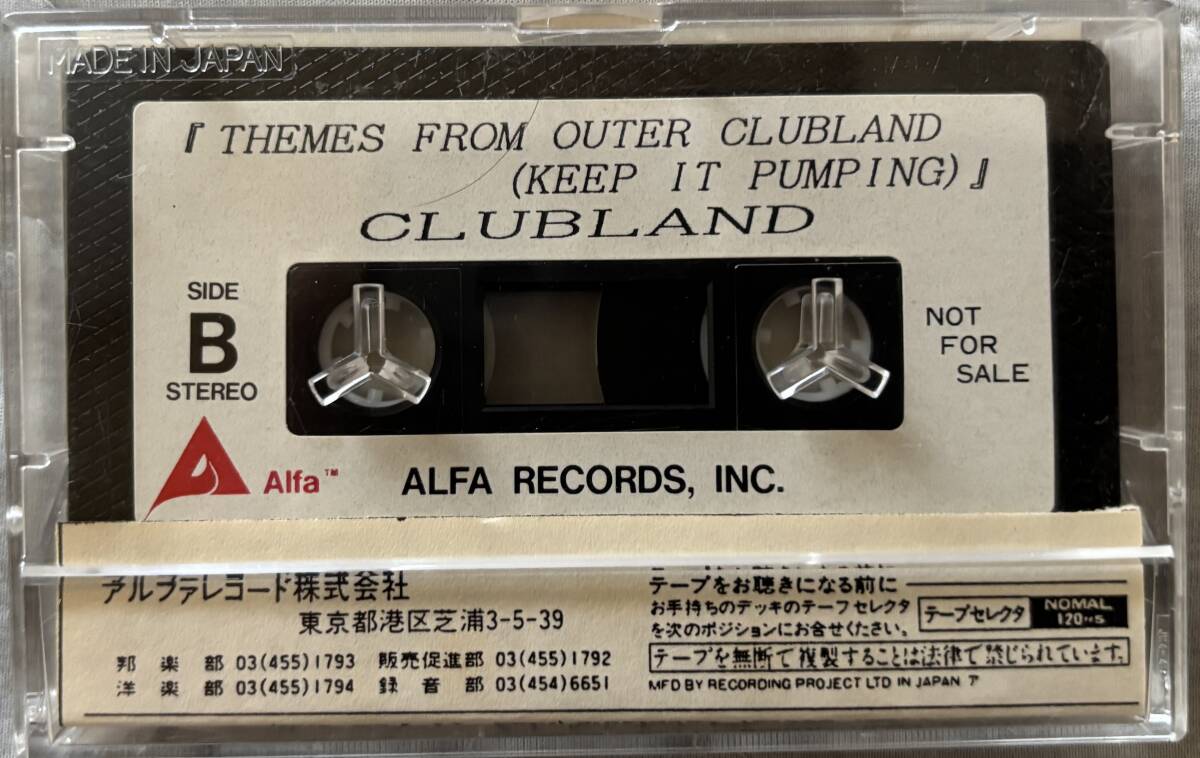 MADE IN JAPAN
『THEMES FROM OUTER CLUBLAND
(KEEP IT PUMPING)』
CLUBLAND
SIDE
B
STEREO
NOT
FOR
SALE
Alfa™
ALFA RECORDS, INC.
アルファレコード株式会社
東京都港区芝浦3-5-39
邦楽部 03(455)1793 販売促進部 03(455)1792
洋楽部 03(455)1794 録音部 03(454)6651
テープをお聴きになる前に
お手持ちのデッキのテープセレクタ
を次のポジションにお合せください。
テープセレクタ
NOMAL
120μS
テープを無断で複製することは法律で禁じられています。
MFD BY RECORDING PROJECT LTD IN JAPAN ア